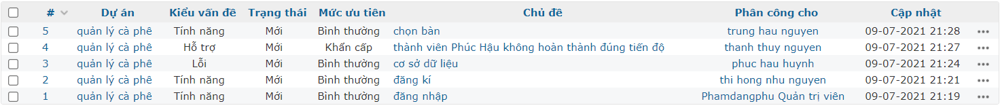 # Dự án Kiểu vấn đề Trạng thái Mức ưu tiên Chủ đề Phân công cho Cập nhật
5 quản lý cà phê Tính năng Mới Bình thường chọn bàn trung hau nguyen 09-07-2021 21:28
4 quản lý cà phê Hỗ trợ Mới Khẩn cấp thành viên Phúc Hậu không hoàn thành đúng tiến độ thanh thuy nguyen 09-07-2021 21:27
3 quản lý cà phê Lỗi Mới Bình thường cơ sở dữ liệu phuc hau huynh 09-07-2021 21:24
2 quản lý cà phê Tính năng Mới Bình thường đăng kí thi hong nhu nguyen 09-07-2021 21:21
1 quản lý cà phê Tính năng Mới Bình thường đăng nhập Phamdangphu Quản trị viên 09-07-2021 21:19